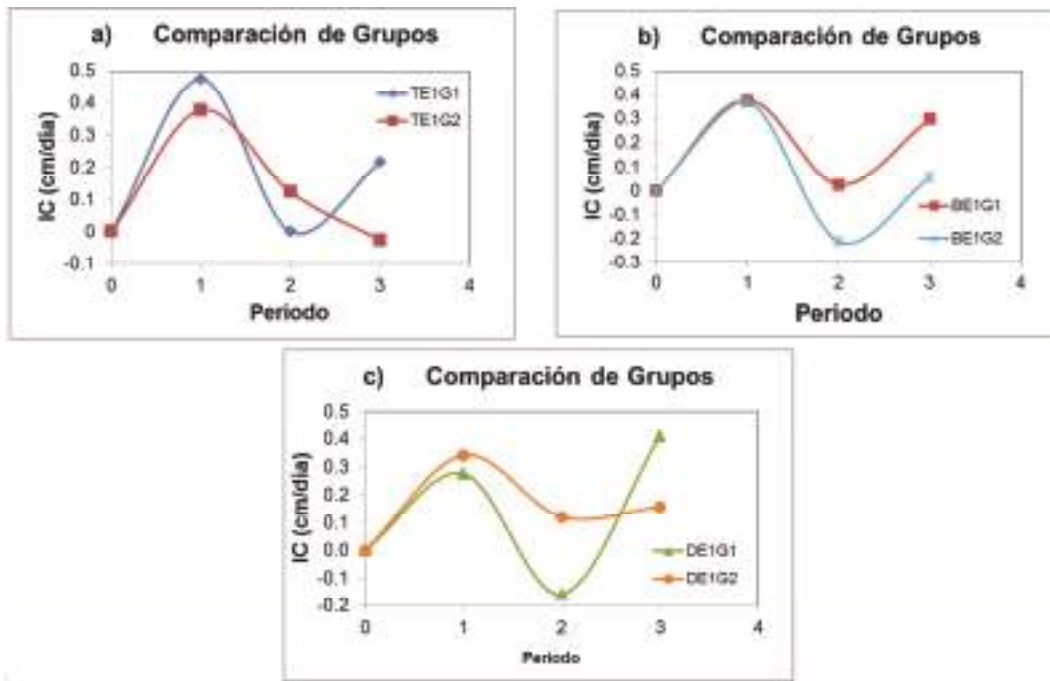 a) Comparación de Grupos
IC (cm/dia)
0.5
0.4
0.3
0.2
0.1
0
-0.1
TE1G1
TE1G2
0 1 2 3 4
Periodo
b) Comparación de Grupos
IC (cm/dia)
0.5
0.4
0.3
0.2
0.1
0
-0.1
-0.2
-0.3
BE1G1
BE1G2
0 1 2 3 4
Periodo
c) Comparación de Grupos
IC (cm/dia)
0.5
0.4
0.3
0.2
0.1
0.0
-0.1
-0.2
DE1G1
DE1G2
0 1 2 3 4
Periodo